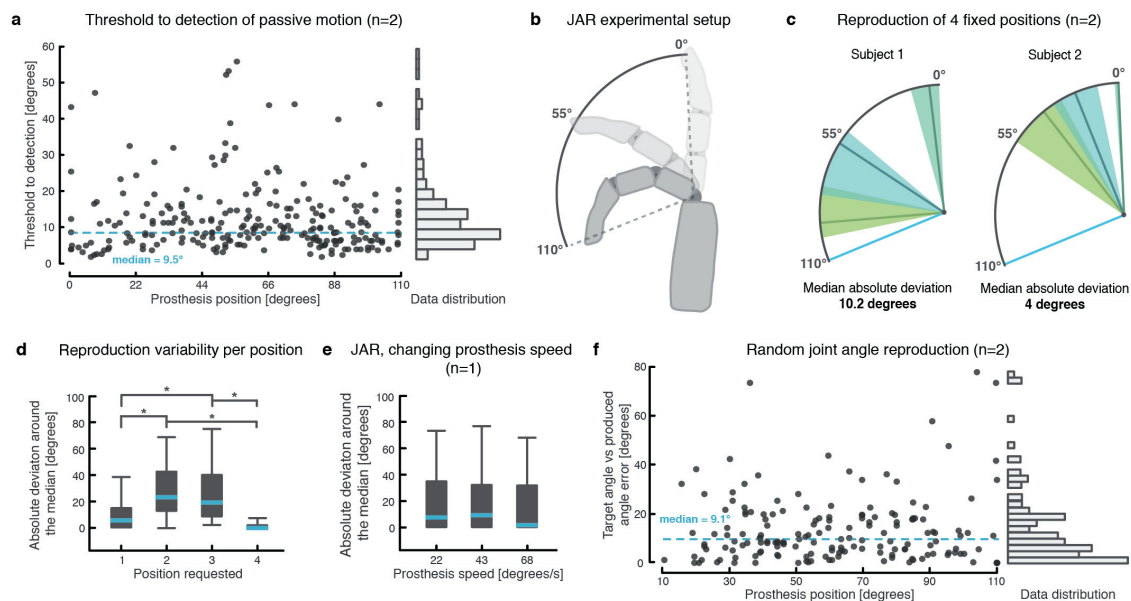 a Threshold to detection of passive motion (n=2)
Threshold to detection [degrees]
60
50
40
30
20
10
0
median = 9.5°
0 22 44 66 88 110
Prosthesis position [degrees]
Data distribution
b JAR experimental setup
0°
55°
110°
c Reproduction of 4 fixed positions (n=2)
Subject 1
0°
55°
110°
Median absolute deviation
10.2 degrees
Subject 2
0°
55°
110°
Median absolute deviation
4 degrees
d Reproduction variability per position
Absolute deviaton around
the median [degrees]
100
80
60
40
20
0
* * * *
1 2 3 4
Position requested
e JAR, changing prosthesis speed
(n=1)
Absolute deviaton around
the median [degrees]
100
80
60
40
20
0
22 43 68
Prosthesis speed [degrees/s]
f Random joint angle reproduction (n=2)
Target angle vs produced
angle error [degrees]
80
60
40
20
0
median = 9.1°
10 30 50 70 90 110
Prosthesis position [degrees]
Data distribution